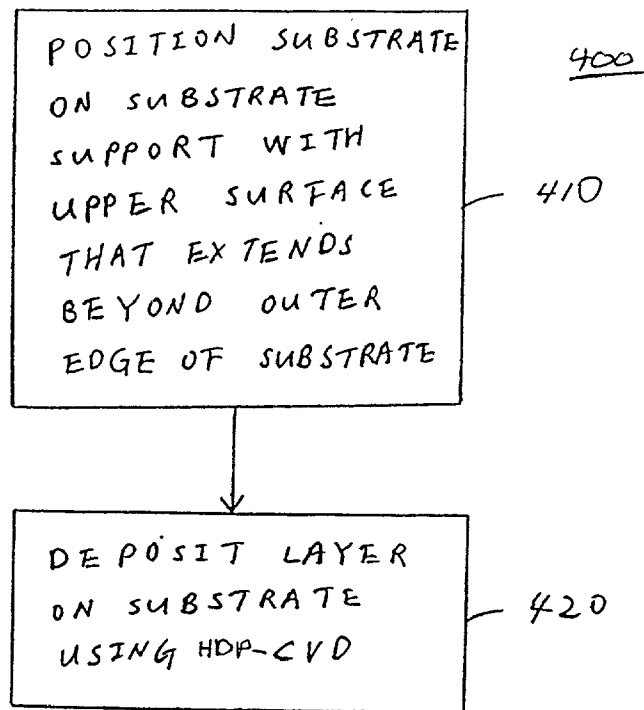 POSITION SUBSTRATE
400
ON SUBSTRATE
SUPPORT WITH
UPPER SURFACE
410
THAT EXTENDS
BEYOND OUTER
EDGE OF SUBSTRATE
DEPOSIT LAYER
ON SUBSTRATE
420
USING HDP-CVD